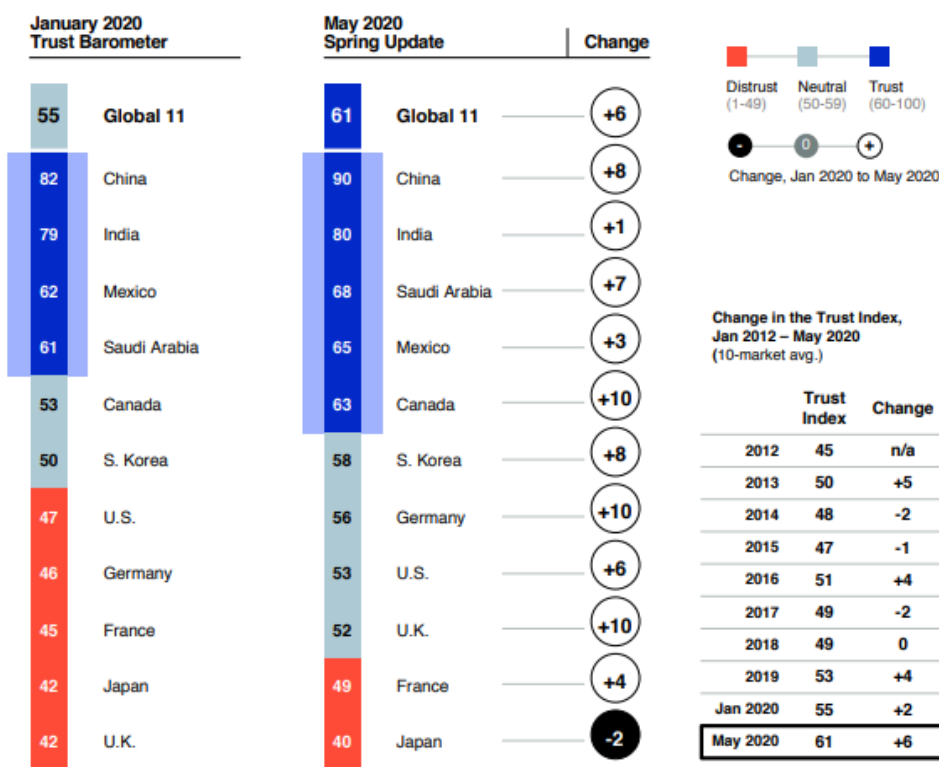 January 2020
Trust Barometer
May 2020
Spring Update
Change
55 Global 11
61 Global 11 +6
82 China
90 China +8
79 India
80 India +1
62 Mexico
68 Saudi Arabia +7
61 Saudi Arabia
65 Mexico +3
53 Canada
63 Canada +10
50 S. Korea
58 S. Korea +8
47 U.S.
56 Germany +10
46 Germany
53 U.S. +6
45 France
52 U.K. +10
42 Japan
49 France +4
42 U.K.
40 Japan -2
Distrust Neutral Trust
(1-49) (50-59) (60-100)
- 0 +
Change, Jan 2020 to May 2020
Change in the Trust Index,
Jan 2012 – May 2020
(10-market avg.)
Trust
Index Change
2012 45 n/a
2013 50 +5
2014 48 -2
2015 47 -1
2016 51 +4
2017 49 -2
2018 49 0
2019 53 +4
Jan 2020 55 +2
May 2020 61 +6